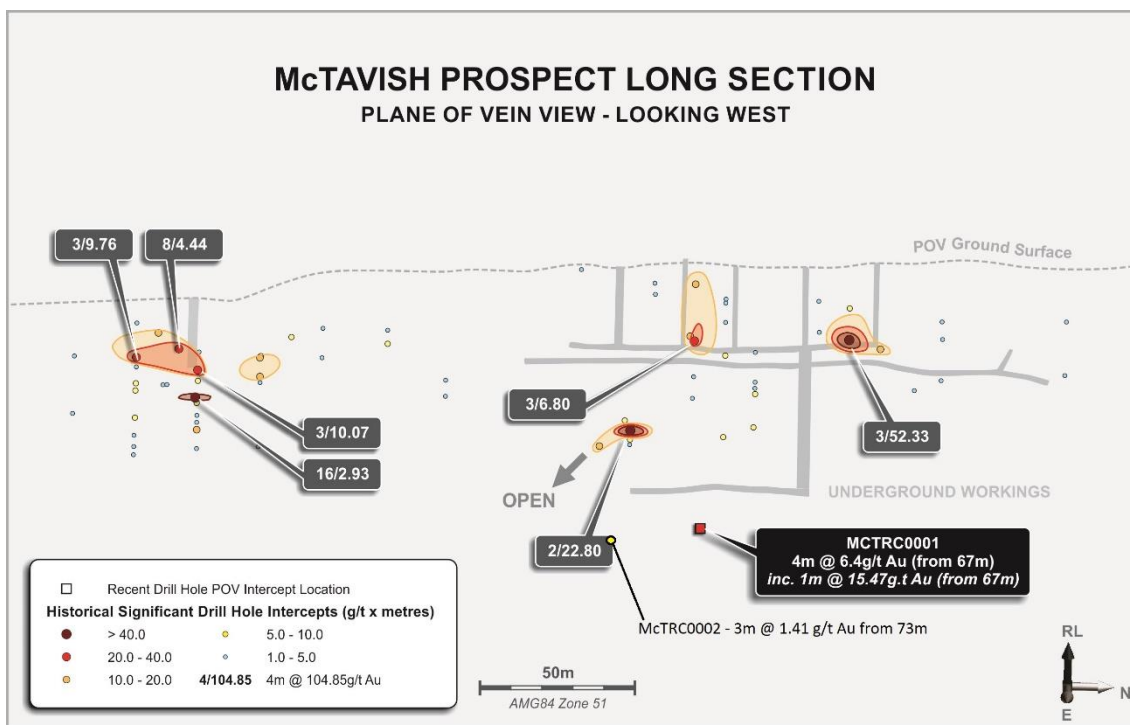 McTAVISH PROSPECT LONG SECTION
PLANE OF VEIN VIEW - LOOKING WEST
POV Ground Surface
3/9.76
8/4.44
3/6.80
3/10.07
3/52.33
16/2.93
OPEN
UNDERGROUND WORKINGS
2/22.80
MCTRC0001
4m @ 6.4g/t Au (from 67m)
inc. 1m @ 15.47g.t Au (from 67m)
McTRC0002 - 3m @ 1.41 g/t Au from 73m
Recent Drill Hole POV Intercept Location
Historical Significant Drill Hole Intercepts (g/t x metres)
> 40.0
5.0 - 10.0
20.0 - 40.0
1.0 - 5.0
10.0 - 20.0
4/104.85 4m @ 104.85g/t Au
50m
AMG84 Zone 51
RL
N
E